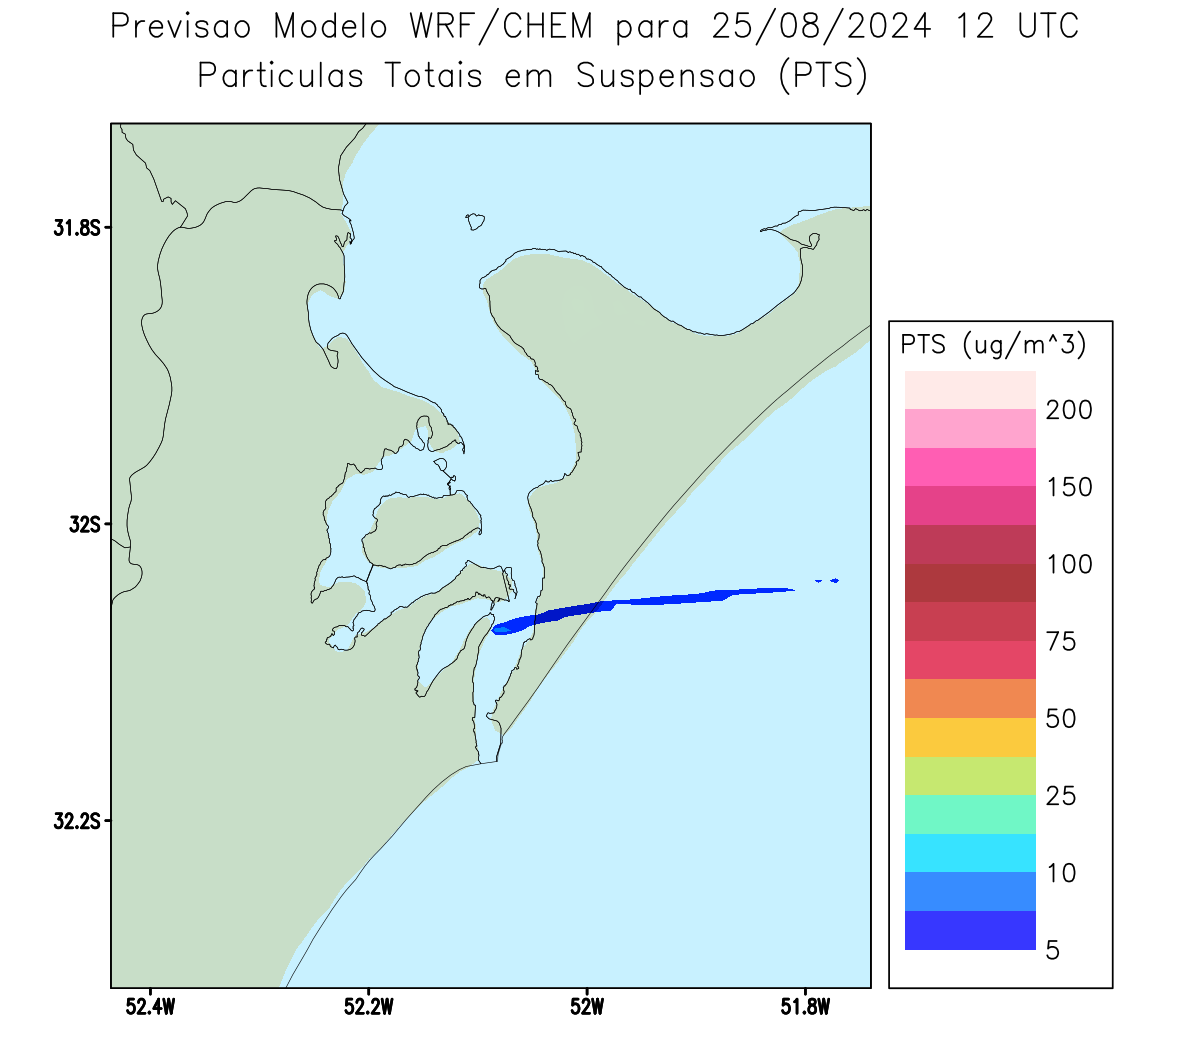 Previsao Modelo WRF/CHEM para 25/08/2024 12 UTC
Particulas Totais em Suspensao (PTS)
31.8S
32S
32.2S
52.4W
52.2W
52W
51.8W
PTS (ug/m^3)
200
150
100
75
50
25
10
5